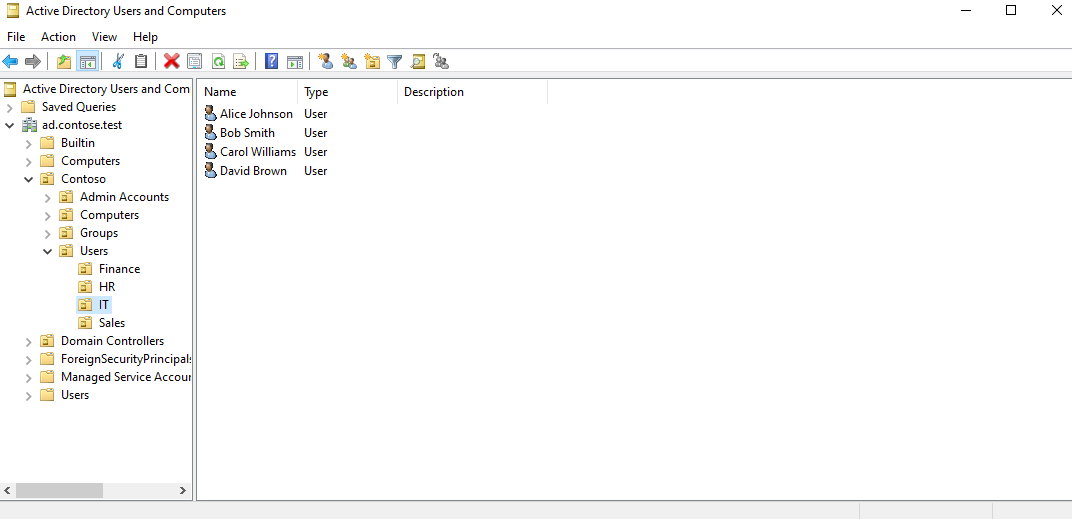 Active Directory Users and Computers
File Action View Help
Active Directory Users and Com
Saved Queries
ad.contose.test
Builtin
Computers
Contoso
Admin Accounts
Computers
Groups
Users
Finance
HR
IT
Sales
Domain Controllers
ForeignSecurityPrincipals
Managed Service Accour
Users
Name Type Description
Alice Johnson User
Bob Smith User
Carol Williams User
David Brown User